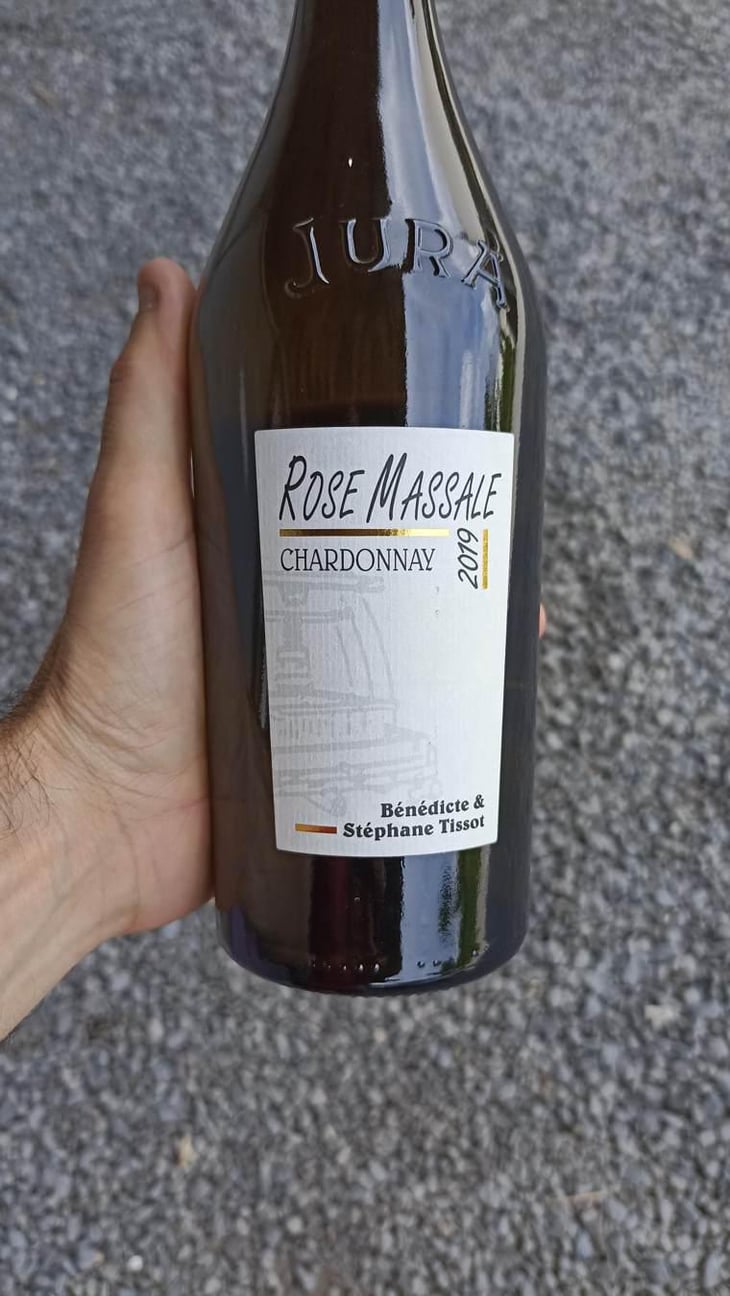 JURA
ROSE MASSALE
CHARDONNAY
2019
Bénédicte &
Stéphane Tissot